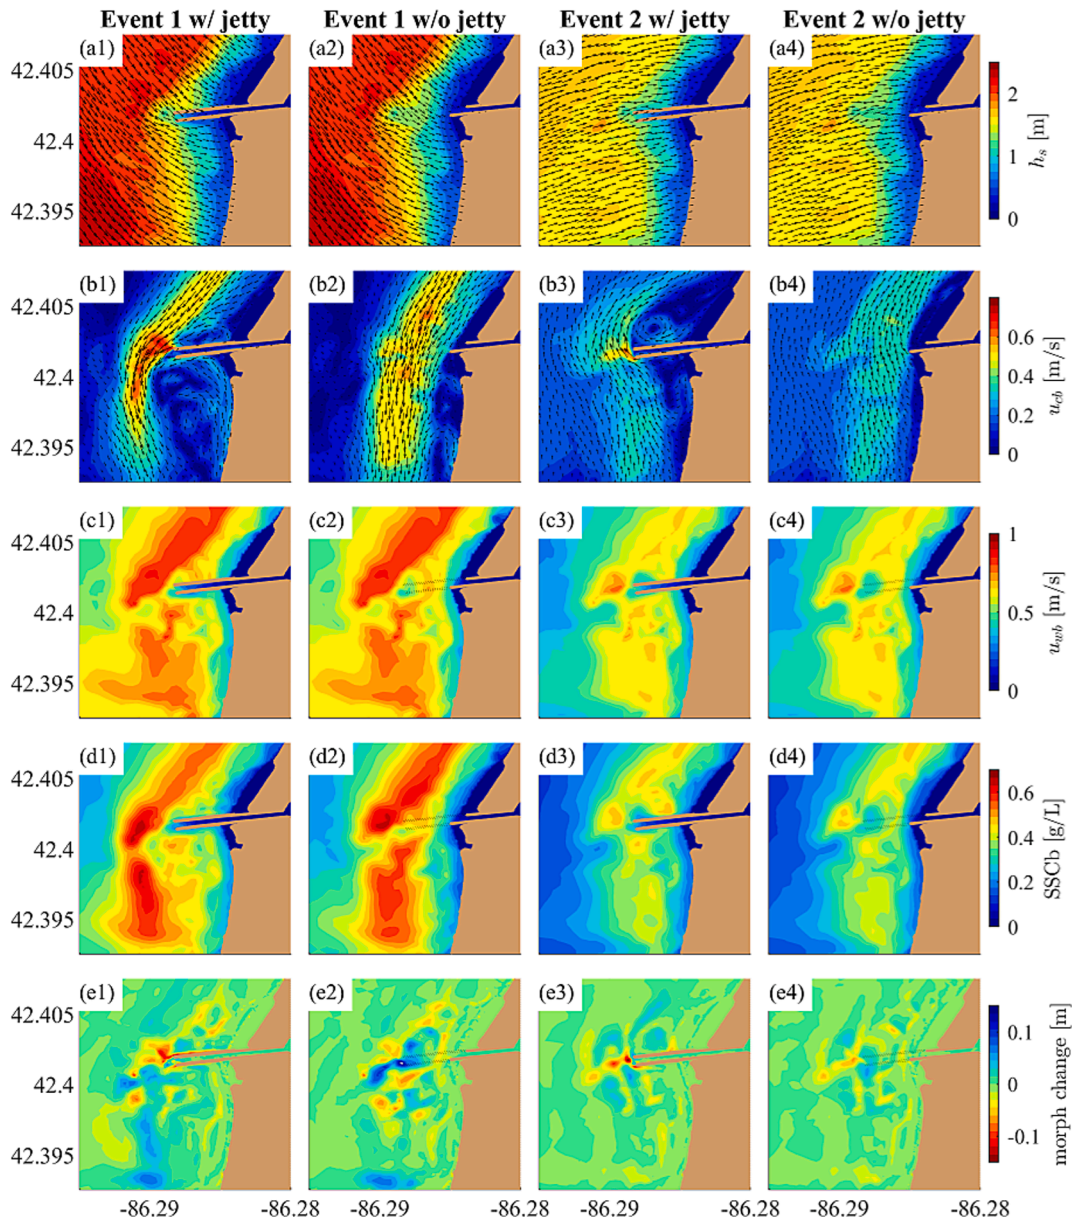 Event 1 w/ jetty Event 1 w/o jetty Event 2 w/ jetty Event 2 w/o jetty
(a1) (a2) (a3) (a4)
42.405
42.4
42.395
2
1
0
h_s [m]
(b1) (b2) (b3) (b4)
42.405
42.4
42.395
0.6
0.4
0.2
0
u_cb [m/s]
(c1) (c2) (c3) (c4)
42.405
42.4
42.395
1
0.5
0
u_wb [m/s]
(d1) (d2) (d3) (d4)
42.405
42.4
42.395
0.6
0.4
0.2
0
SSCb [g/L]
(e1) (e2) (e3) (e4)
42.405
42.4
42.395
0.1
0
-0.1
morph change [m]
-86.29 -86.28 -86.29 -86.28 -86.29 -86.28 -86.29 -86.28